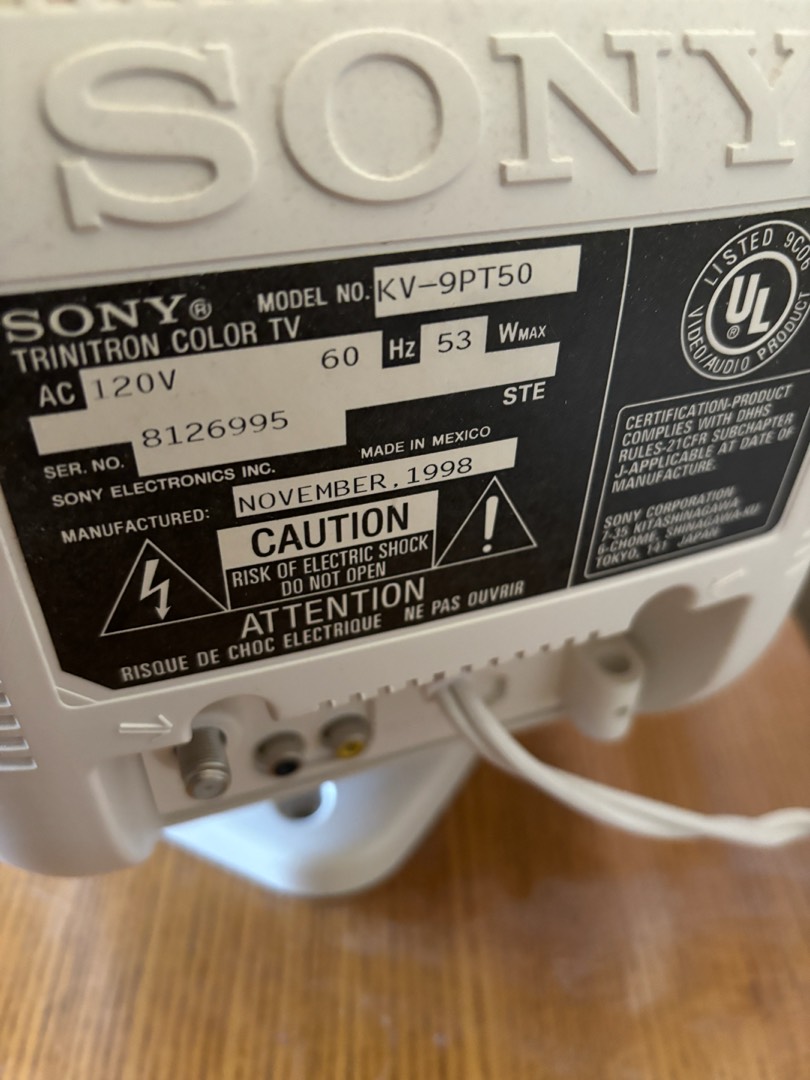 SONY
SONY® MODEL NO. KV-9PT50
TRINITRON COLOR TV
AC 120V 60 Hz 53 WMAX
STE
SER. NO. 8126995
SONY ELECTRONICS INC. MADE IN MEXICO
MANUFACTURED: NOVEMBER,1998
CAUTION
RISK OF ELECTRIC SHOCK
DO NOT OPEN
ATTENTION
RISQUE DE CHOC ELECTRIQUE NE PAS OUVRIR
LISTED 9C06
UL®
VIDEO/AUDIO PRODUCT
CERTIFICATION-PRODUCT
COMPLIES WITH DHHS
RULES-21CFR SUBCHAPTER
J-APPLICABLE AT DATE OF
MANUFACTURE.
SONY CORPORATION
7-35 KITASHINAGAWA
6-CHOME, SHINAGAWA-KU
TOKYO, 141 JAPAN